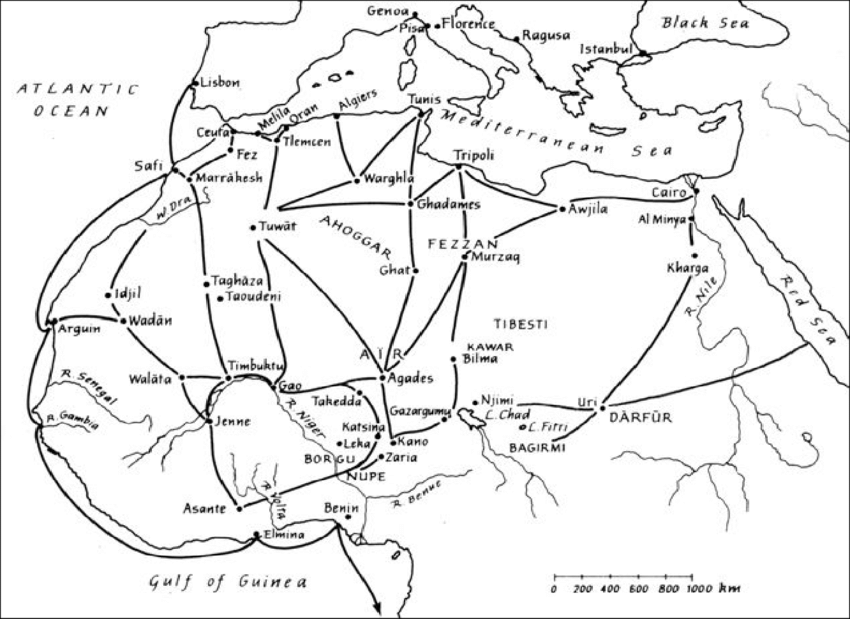 Genoa
Pisa
Florence
Black Sea
Ragusa
Istanbul
Lisbon
ATLANTIC
OCEAN
Algiers
Tunis
Melilla
Oran
Ceuta
Mediterranean Sea
Tlemcen
Fez
Tripoli
Safi
Marrâkesh
Warghla
Cairo
W. Dra
Ghadames
Awjila
Al Minya
Tuwāt
AHOGGAR
FEZZAN
Murzaq
Ghat
Kharga
R. Nile
Red Sea
Taghāza
Taoudeni
Idjil
Wadān
Arguin
TIBESTI
KAWAR
Bilma
AÏR
Timbuktu
Walāta
Gao
Agades
R. Senegal
Takedda
Njimi
Uri
R. Gambia
Jenne
R. Niger
Gazargumu
L. Chad
DÀRFŪR
Katsina
L. Fitri
Leka
Kano
BAGIRMI
BORGU
Zaria
NUPE
R. Volta
R. Benue
Asante
Benin
Elmina
Gulf of Guinea
0 200 400 600 800 1000 km